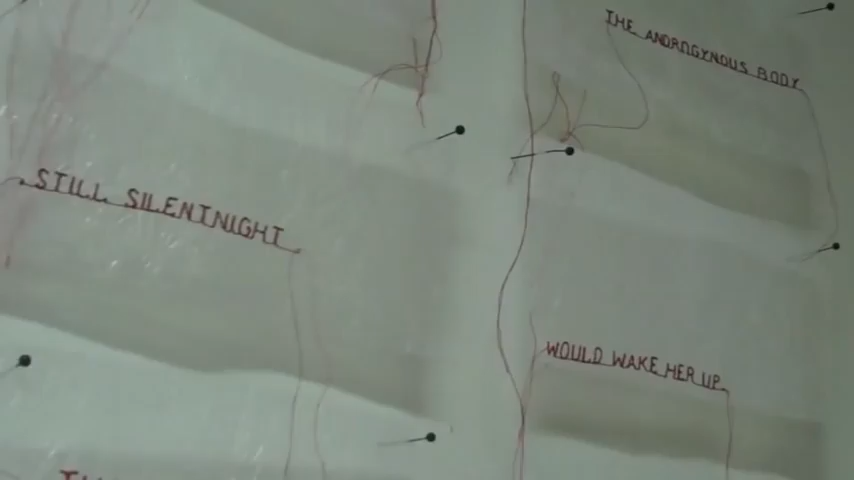 THE ANDROGYNOUS BODY
STILL SILENTNIGHT
WOULD WAKE HER UP